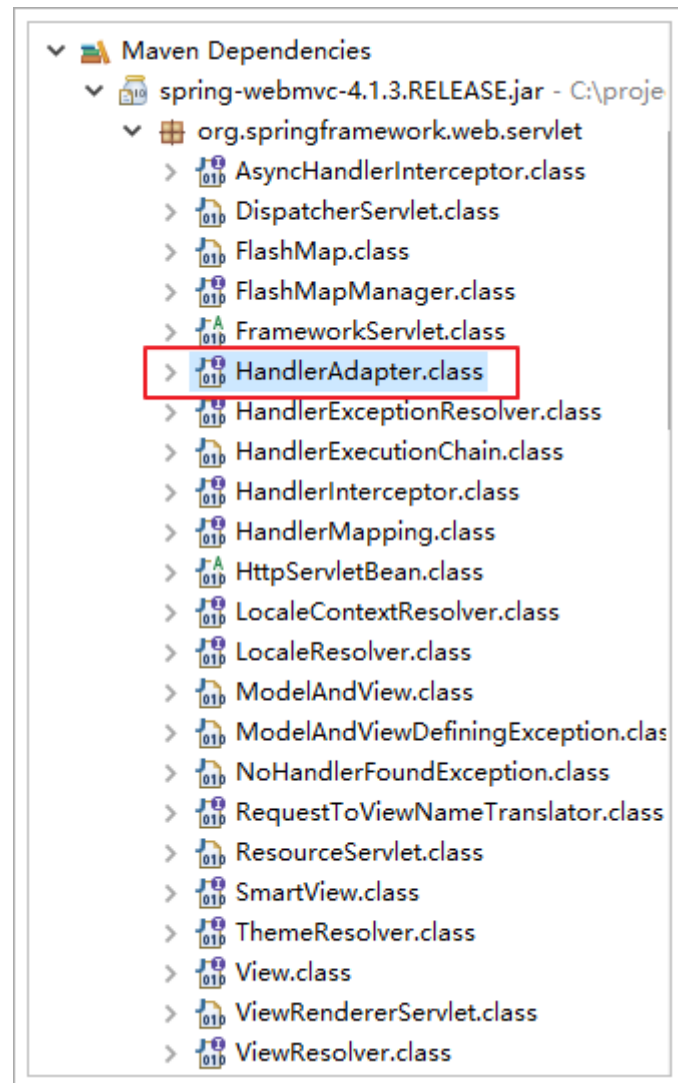 Maven Dependencies
spring-webmvc-4.1.3.RELEASE.jar - C:\proje
org.springframework.web.servlet
AsyncHandlerInterceptor.class
DispatcherServlet.class
FlashMap.class
FlashMapManager.class
FrameworkServlet.class
HandlerAdapter.class
HandlerExceptionResolver.class
HandlerExecutionChain.class
HandlerInterceptor.class
HandlerMapping.class
HttpServletBean.class
LocaleContextResolver.class
LocaleResolver.class
ModelAndView.class
ModelAndViewDefiningException.clas
NoHandlerFoundException.class
RequestToViewNameTranslator.class
ResourceServlet.class
SmartView.class
ThemeResolver.class
View.class
ViewRendererServlet.class
ViewResolver.class